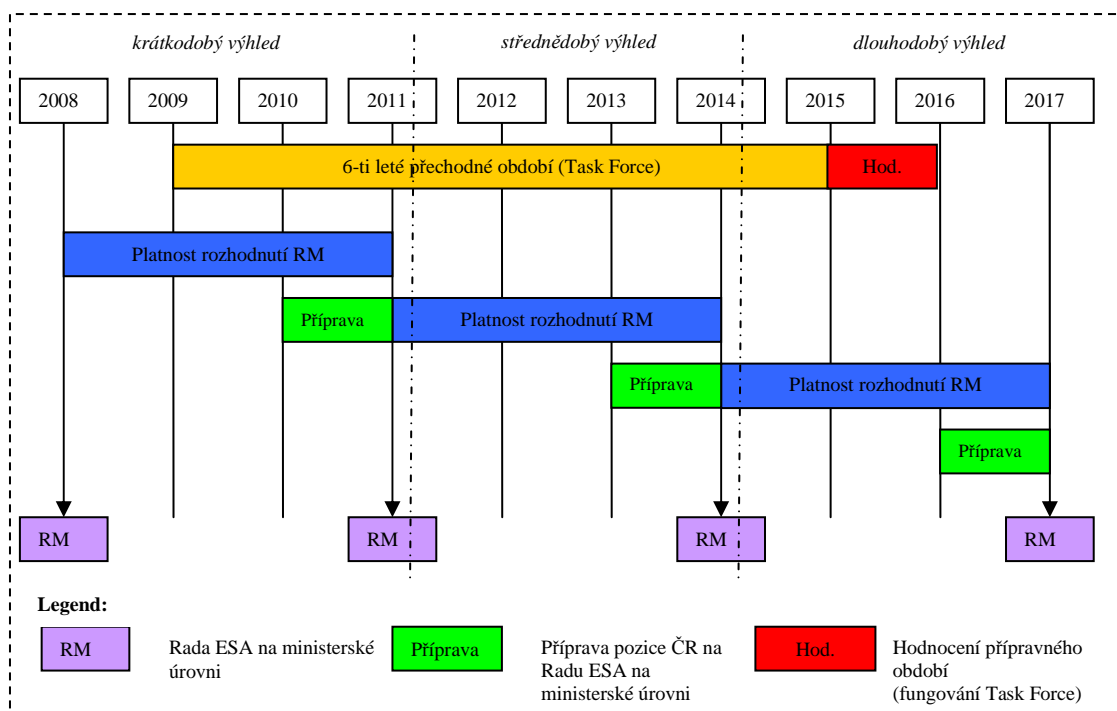 krátkodobý výhled střednědobý výhled dlouhodobý výhled
2008 2009 2010 2011 2012 2013 2014 2015 2016 2017
6-ti leté přechodné období (Task Force) Hod.
Platnost rozhodnutí RM
Příprava Platnost rozhodnutí RM
Příprava Platnost rozhodnutí RM
Příprava
RM RM RM RM
Legend:
RM Rada ESA na ministerské
úrovni
Příprava Příprava pozice ČR na
Radu ESA na
ministerské úrovni
Hod. Hodnocení přípravného
období
(fungování Task Force)